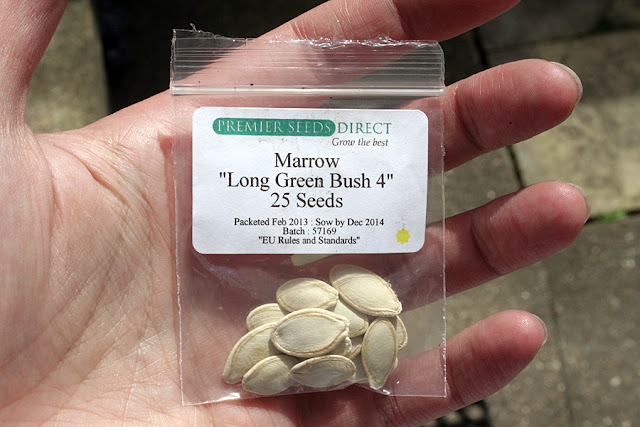 PREMIER SEEDS DIRECT
Grow the best
Marrow
"Long Green Bush 4"
25 Seeds
Packeted Feb 2013 : Sow by Dec 2014
Batch : 57169
"EU Rules and Standards"